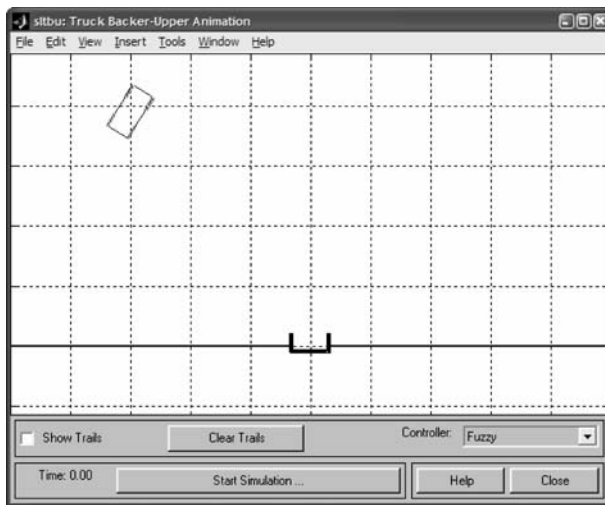 sltbu: Truck Backer-Upper Animation
File Edit View Insert Tools Window Help
Show Trails
Clear Trails
Controller:
Fuzzy
Time: 0.00
Start Simulation ...
Help
Close